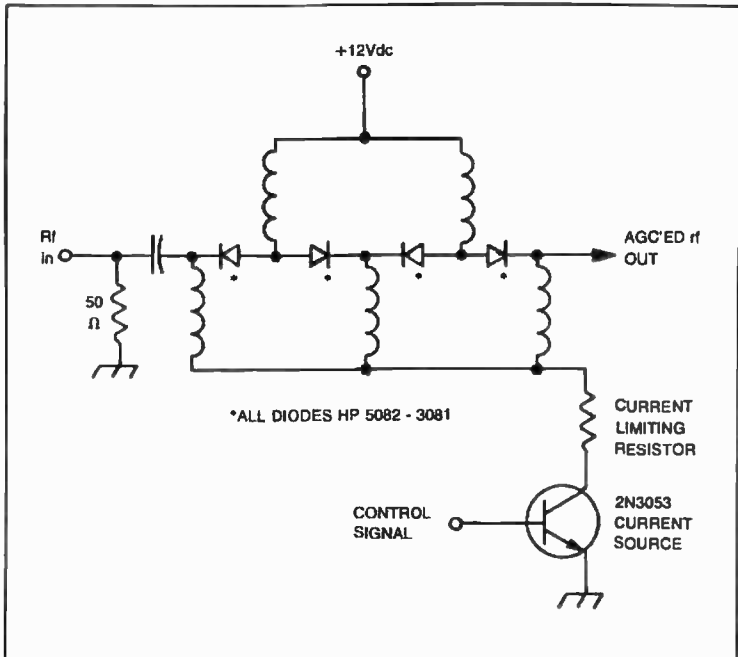 +12Vdc
Rf
in
AGC'ED rf
OUT
50
Ω
*
*
*
*
*ALL DIODES HP 5082 - 3081
CURRENT
LIMITING
RESISTOR
CONTROL
SIGNAL
2N3053
CURRENT
SOURCE